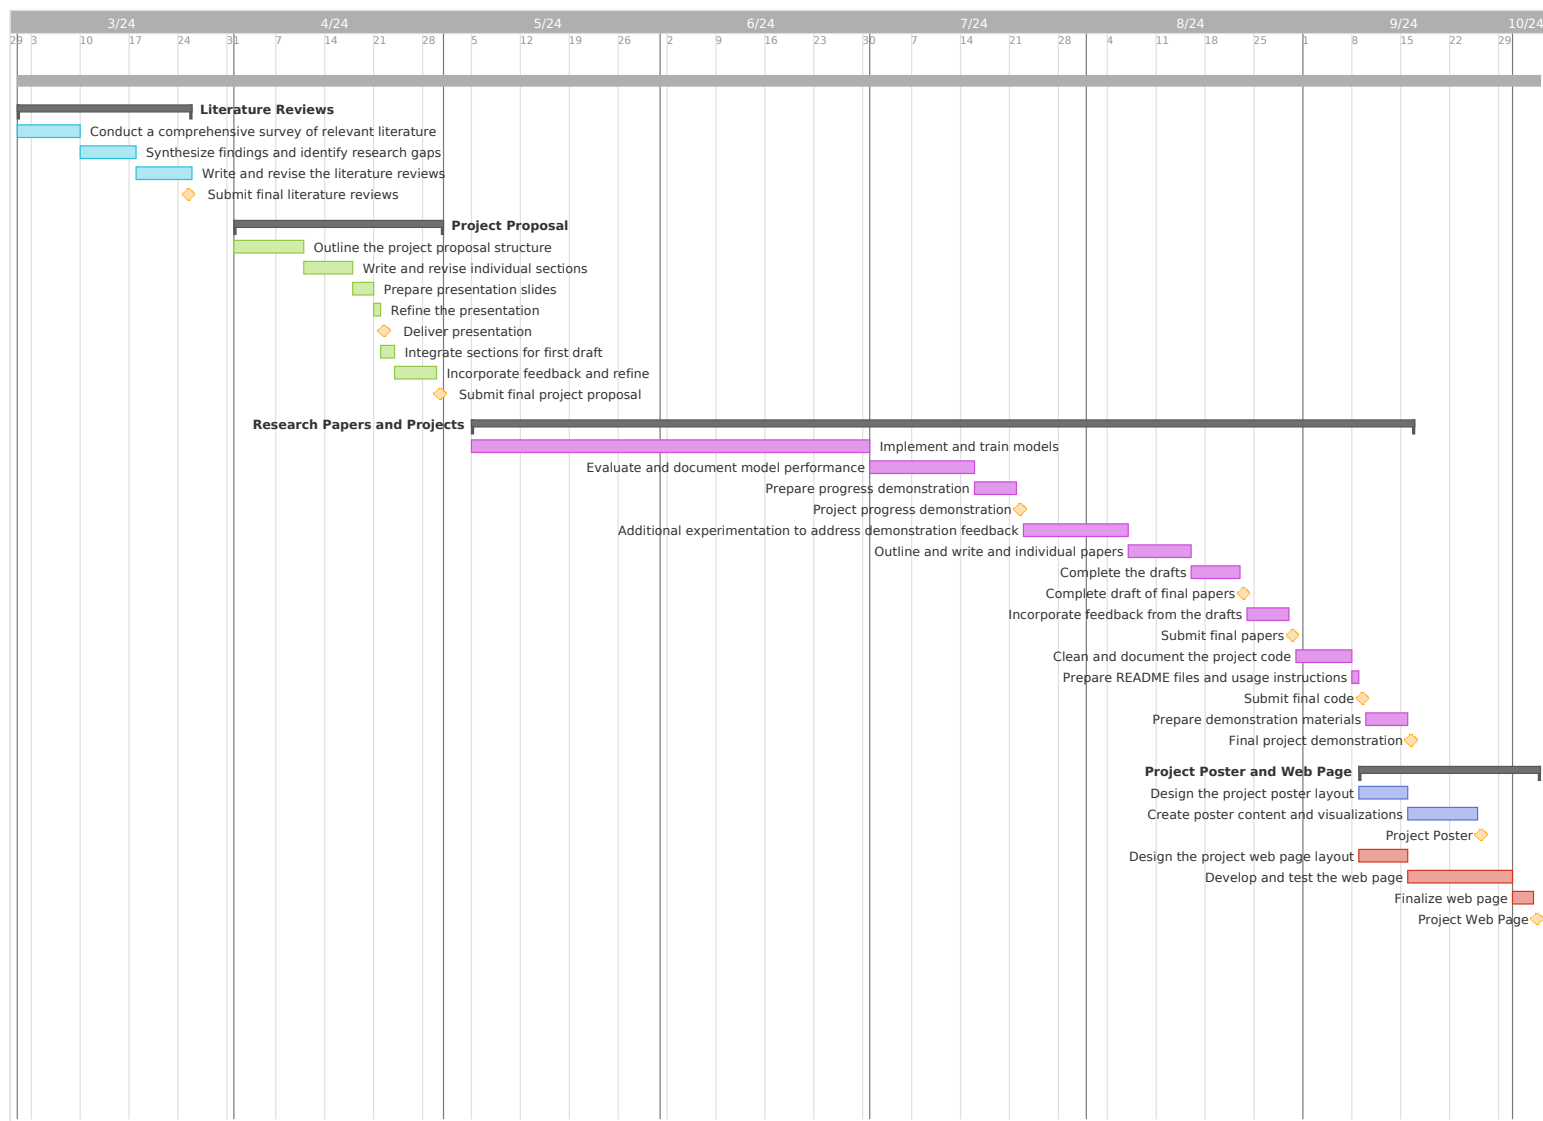 3/24 4/24 5/24 6/24 7/24 8/24 9/24 10/24
29 3 10 17 24 31 7 14 21 28 5 12 19 26 2 9 16 23 30 7 14 21 28 4 11 18 25 1 8 15 22 29
Literature Reviews
Conduct a comprehensive survey of relevant literature
Synthesize findings and identify research gaps
Write and revise the literature reviews
Submit final literature reviews
Project Proposal
Outline the project proposal structure
Write and revise individual sections
Prepare presentation slides
Refine the presentation
Deliver presentation
Integrate sections for first draft
Incorporate feedback and refine
Submit final project proposal
Research Papers and Projects
Implement and train models
Evaluate and document model performance
Prepare progress demonstration
Project progress demonstration
Additional experimentation to address demonstration feedback
Outline and write and individual papers
Complete the drafts
Complete draft of final papers
Incorporate feedback from the drafts
Submit final papers
Clean and document the project code
Prepare README files and usage instructions
Submit final code
Prepare demonstration materials
Final project demonstration
Project Poster and Web Page
Design the project poster layout
Create poster content and visualizations
Project Poster
Design the project web page layout
Develop and test the web page
Finalize web page
Project Web Page